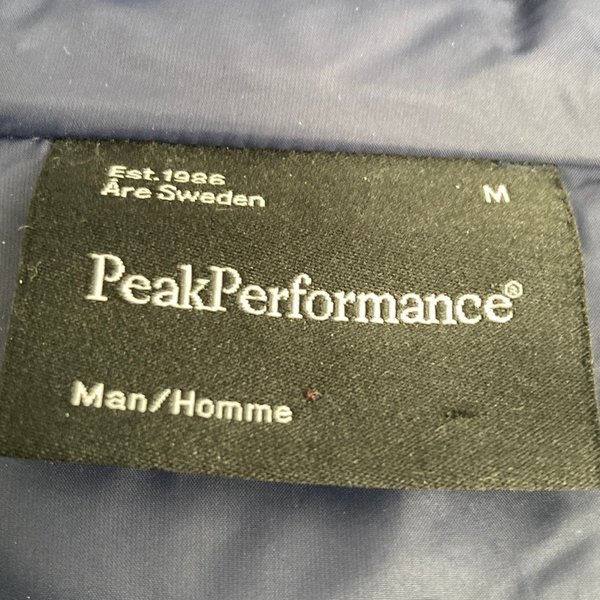 Est.1986
Åre Sweden
M
PeakPerformance®
Man/Homme